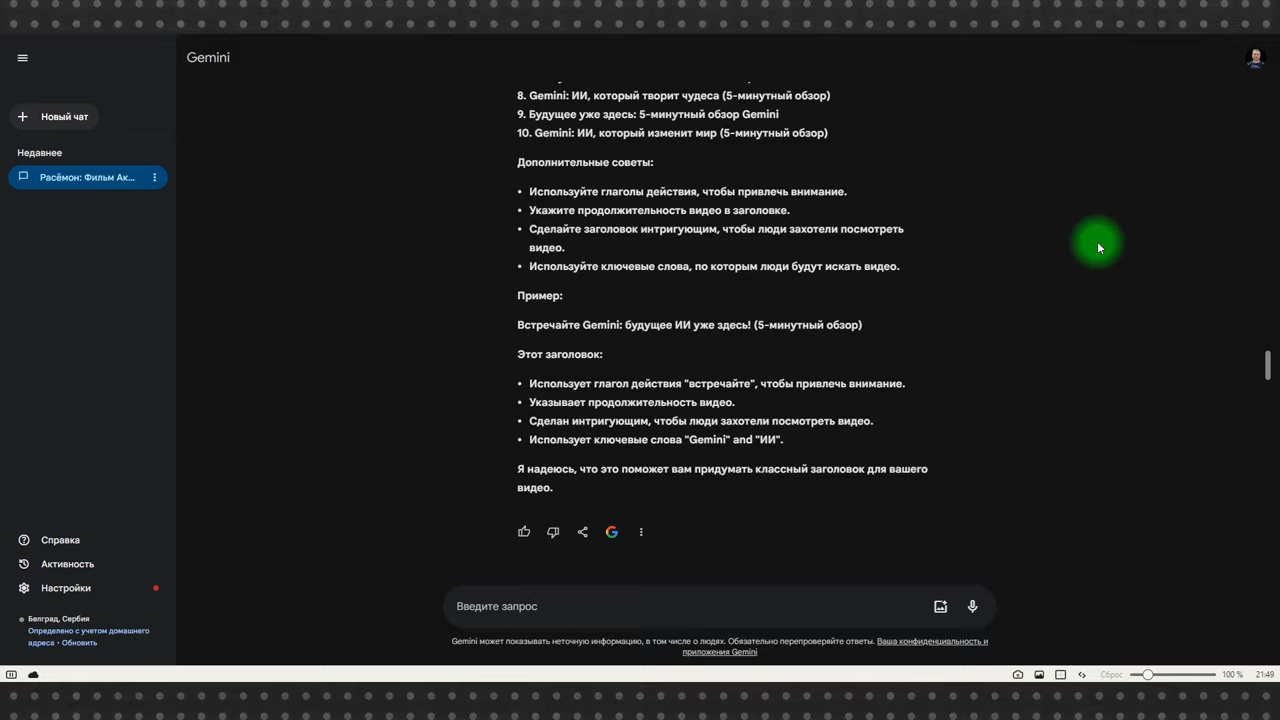 Gemini
Новый чат
Недавнее
Расёмон: Фильм Ак...
8. Gemini: ИИ, который творит чудеса (5-минутный обзор)
9. Будущее уже здесь: 5-минутный обзор Gemini
10. Gemini: ИИ, который изменит мир (5-минутный обзор)
Дополнительные советы:
• Используйте глаголы действия, чтобы привлечь внимание.
• Укажите продолжительность видео в заголовке.
• Сделайте заголовок интригующим, чтобы люди захотели посмотреть
видео.
• Используйте ключевые слова, по которым люди будут искать видео.
Пример:
Встречайте Gemini: будущее ИИ уже здесь! (5-минутный обзор)
Этот заголовок:
• Использует глагол действия "встречайте", чтобы привлечь внимание.
• Указывает продолжительность видео.
• Сделан интригующим, чтобы люди захотели посмотреть видео.
• Использует ключевые слова "Gemini" and "ИИ".
Я надеюсь, что это поможет вам придумать классный заголовок для вашего
видео.
Справка
Активность
Настройки
Белград, Сербия
Определено с учетом домашнего
адреса • Обновить
Введите запрос
Gemini может показывать неточную информацию, в том числе о людях. Обязательно перепроверяйте ответы. Ваша конфиденциальность и
приложения Gemini
Сброс
100 %
21:49